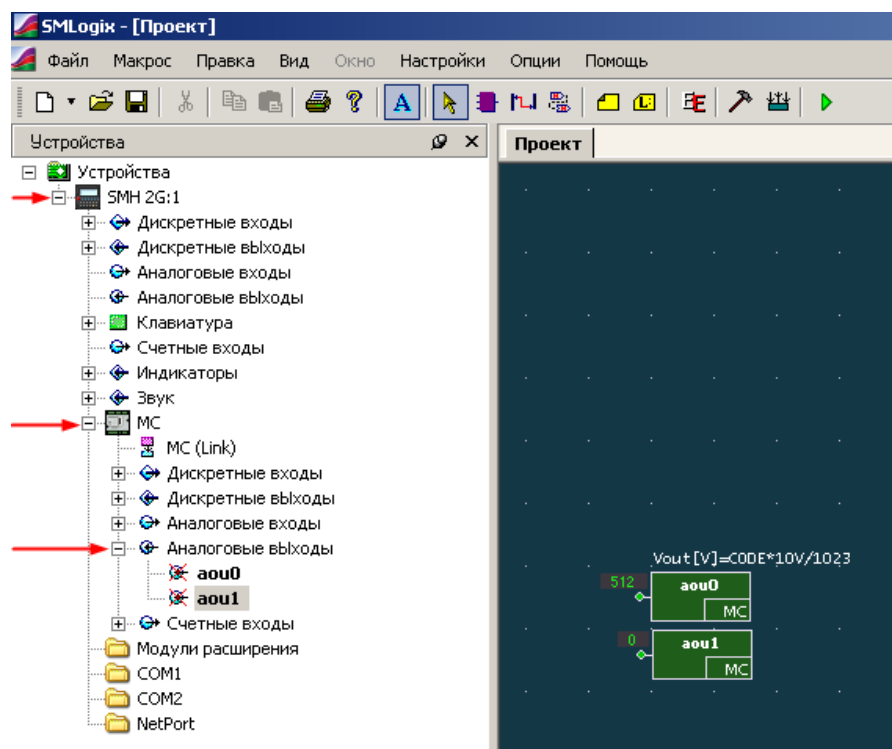 SMLogix - [Проект]
Файл Макрос Правка Вид Окно Настройки Опции Помощь
A L E
Устройства
Проект
Устройства
SMH 2G:1
Дискретные входы
Дискретные вЫходы
Аналоговые входы
Аналоговые вЫходы
Клавиатура
Счетные входы
Индикаторы
Звук
MC
MC (Link)
Дискретные входы
Дискретные вЫходы
Аналоговые входы
Аналоговые вЫходы
aou0
aou1
Счетные входы
Модули расширения
COM1
COM2
NetPort
Vout[V]=CODE*10V/1023
512 aou0
MC
0 aou1
MC